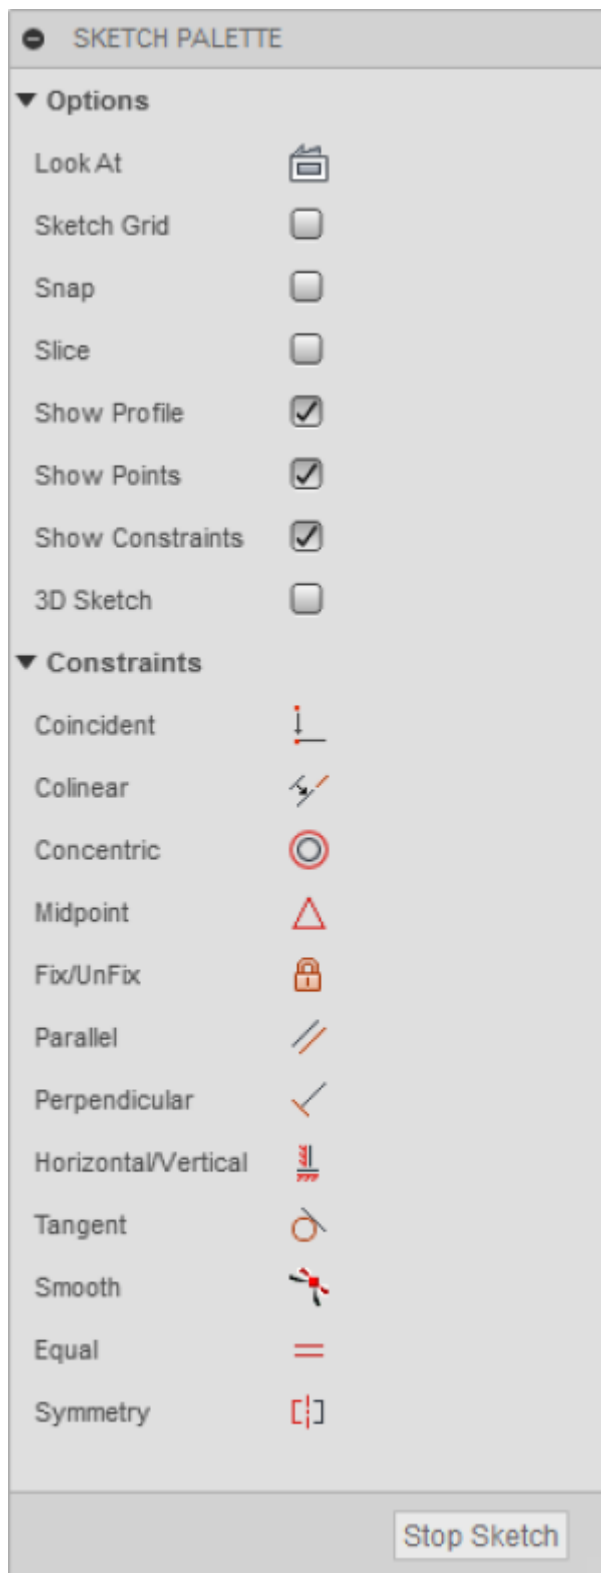 SKETCH PALETTE
Options
Look At
Sketch Grid
Snap
Slice
Show Profile
Show Points
Show Constraints
3D Sketch
Constraints
Coincident
Colinear
Concentric
Midpoint
Fix/UnFix
Parallel
Perpendicular
Horizontal/Vertical
Tangent
Smooth
Equal
Symmetry
Stop Sketch